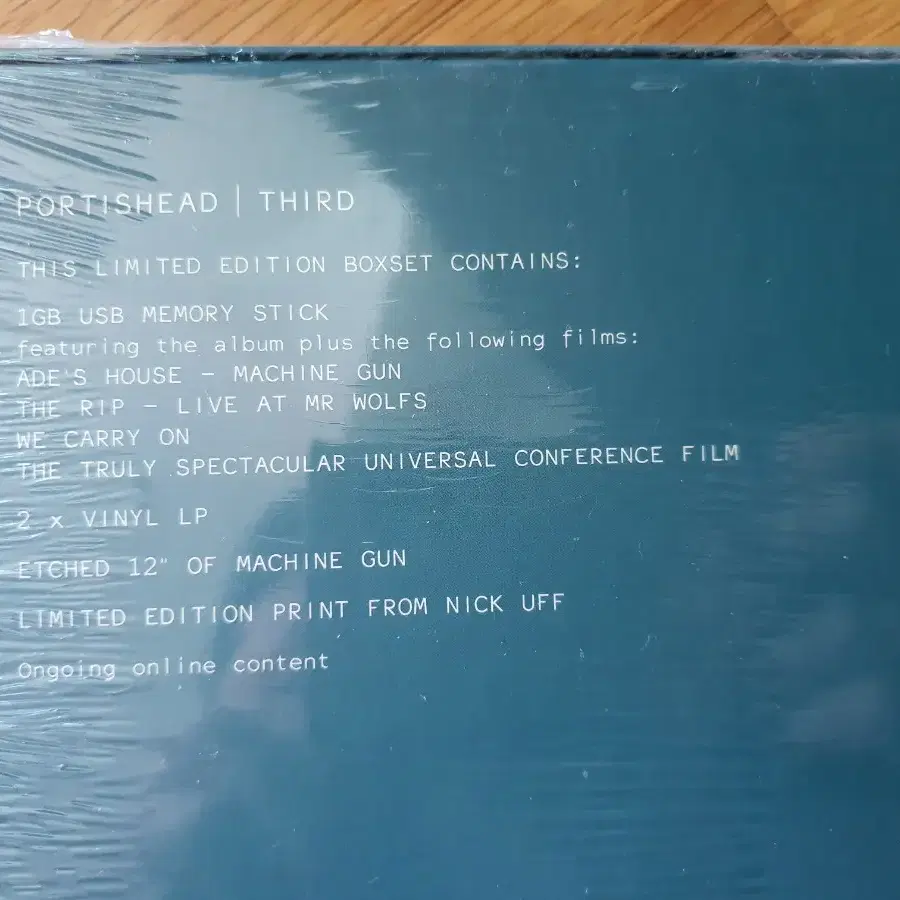 PORTISHEAD | THIRD
THIS LIMITED EDITION BOXSET CONTAINS:
1GB USB MEMORY STICK
featuring the album plus the following films:
ADE'S HOUSE – MACHINE GUN
THE RIP – LIVE AT MR WOLFS
WE CARRY ON
THE TRULY SPECTACULAR UNIVERSAL CONFERENCE FILM
2 x VINYL LP
ETCHED 12" OF MACHINE GUN
LIMITED EDITION PRINT FROM NICK UFF
Ongoing online content